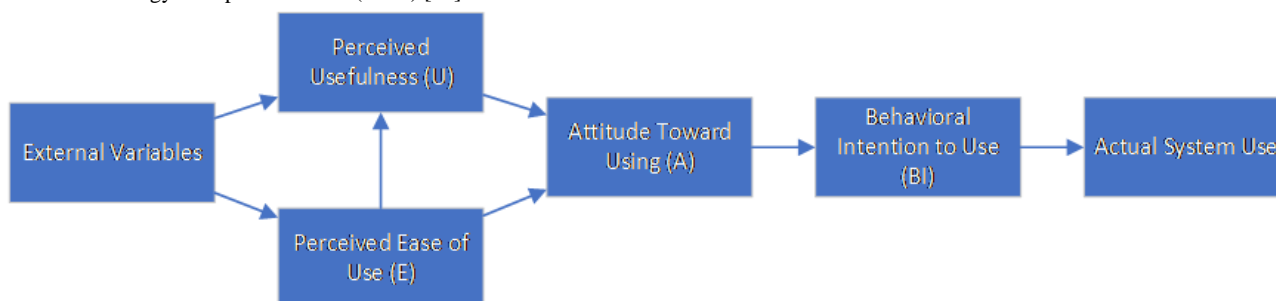 Perceived
Usefulness (U)
External Variables
Attitude Toward
Using (A)
Behavioral
Intention to Use
(BI)
Actual System Use
Perceived Ease of
Use (E)